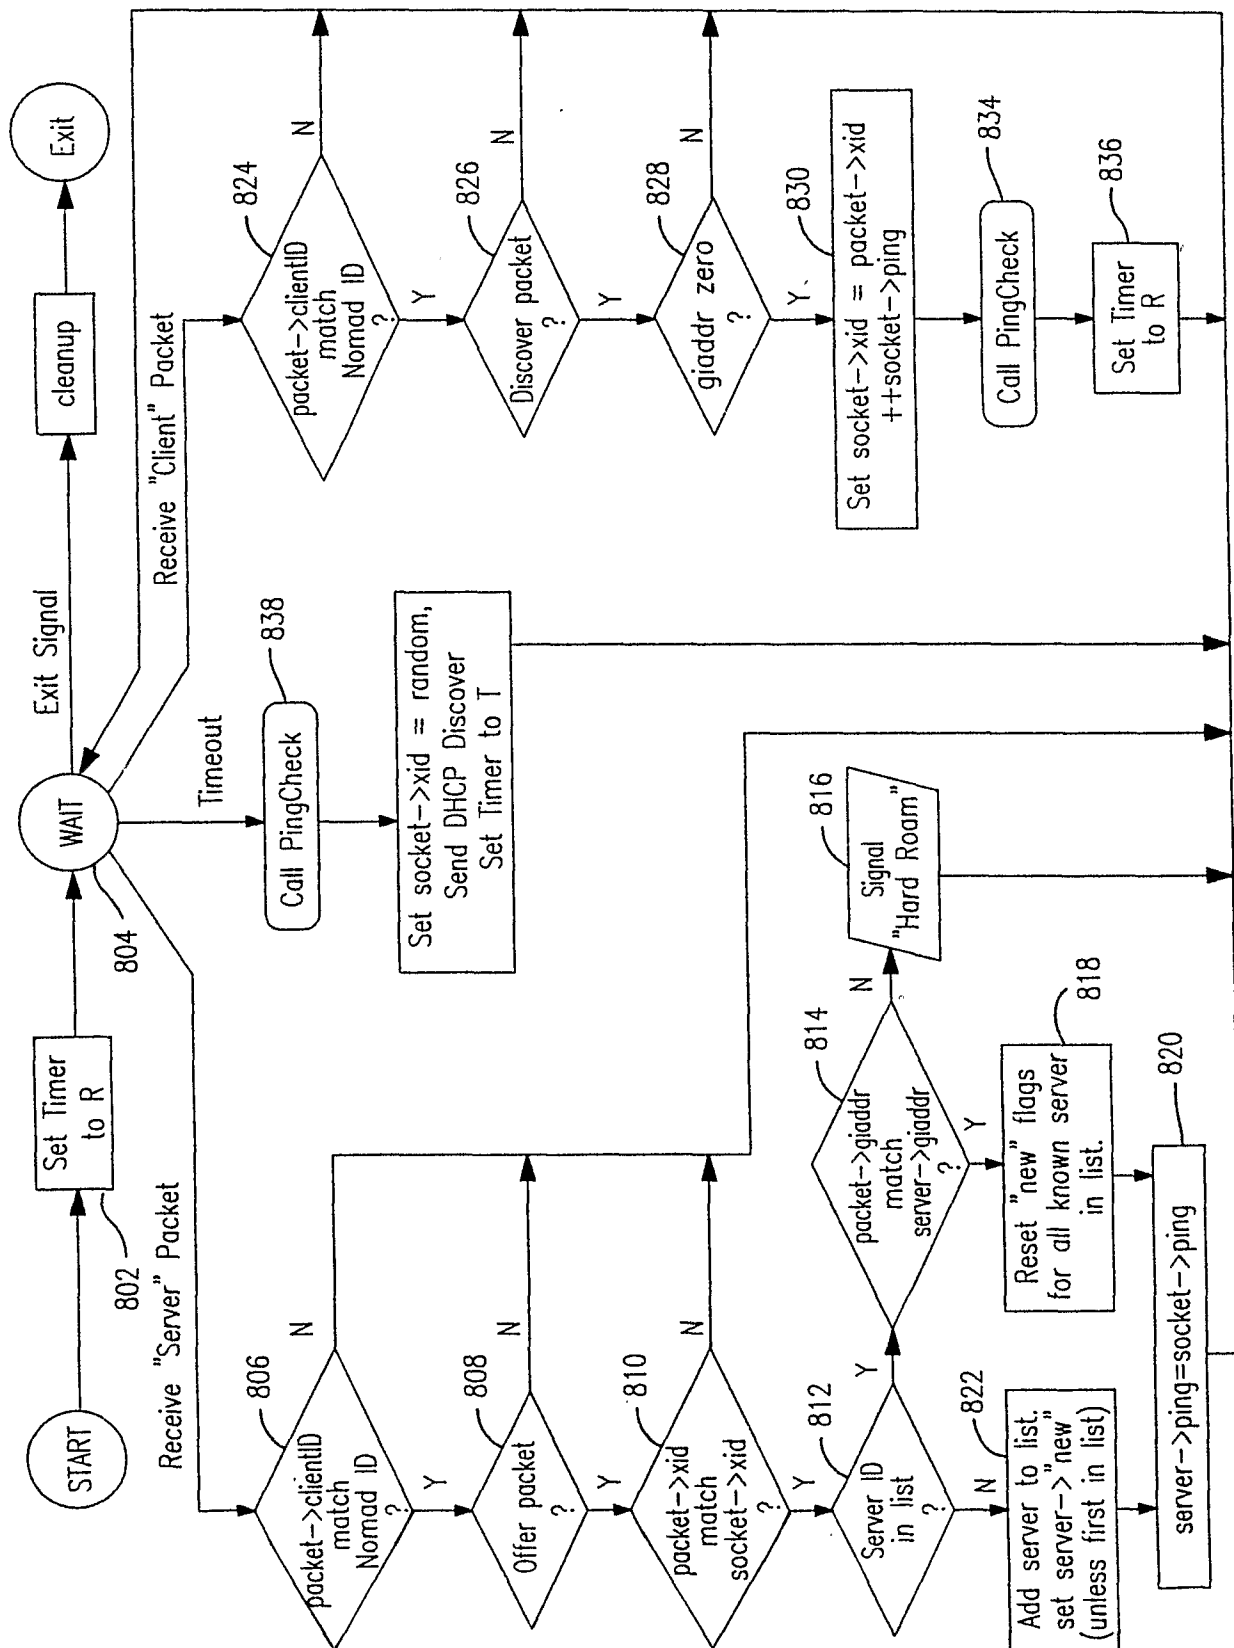 START
Set Timer
to R
802
WAIT
804
Exit Signal
cleanup
Exit
Receive "Server" Packet
Timeout
Receive "Client" Packet
packet->clientID
match
Nomad ID
?
806
N
Y
Offer packet
?
808
N
Y
packet->xid
match
socket->xid
?
810
N
Y
Server ID
in list
?
812
Y
N
packet->giaddr
match
server->giaddr
?
814
N
Y
Signal
"Hard Roam"
816
Reset "new" flags
for all known server
in list.
818
Add server to list.
set server->"new"
(unless first in list)
822
server->ping=socket->ping
820
Call PingCheck
838
Set socket->xid = random,
Send DHCP Discover
Set Timer to T
packet->clientID
match
Nomad ID
?
824
N
Y
Discover packet
?
826
N
Y
giaddr zero
?
828
N
Y
Set socket->xid = packet->xid
++socket->ping
830
Call PingCheck
834
Set Timer
to R
836